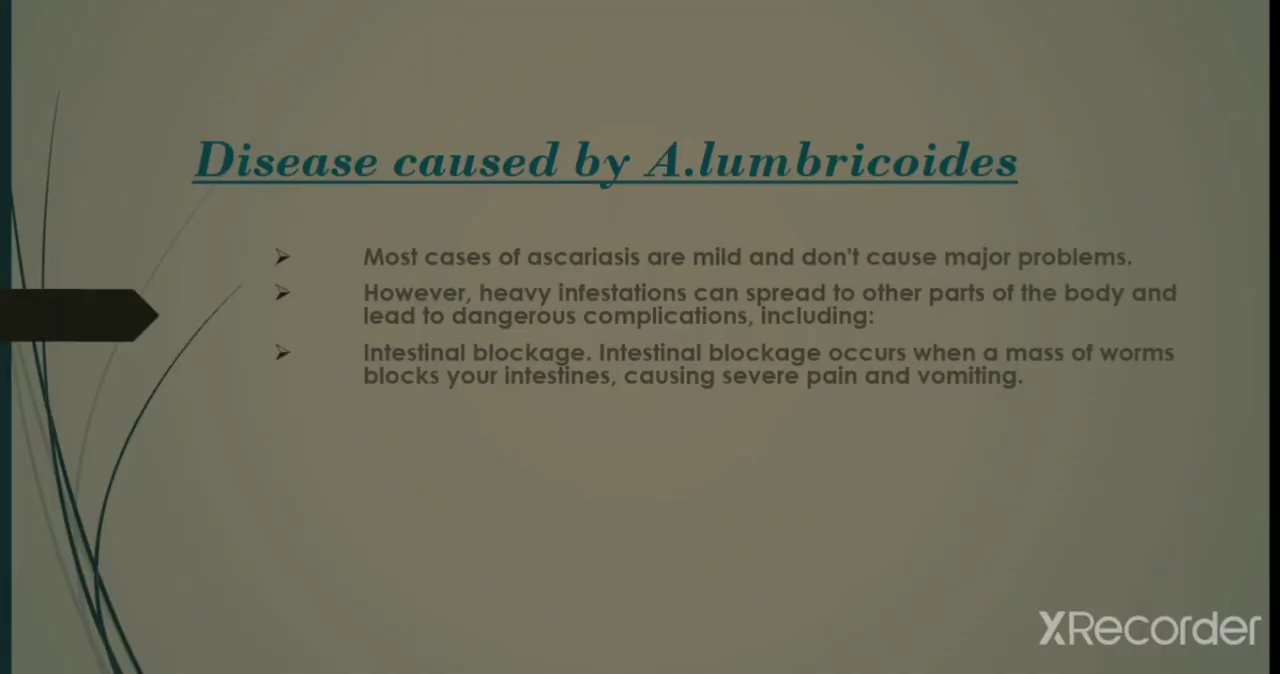 Disease caused by A.lumbricoides
➢ Most cases of ascariasis are mild and don't cause major problems.
➢ However, heavy infestations can spread to other parts of the body and
lead to dangerous complications, including:
➢ Intestinal blockage. Intestinal blockage occurs when a mass of worms
blocks your intestines, causing severe pain and vomiting.
XRecorder